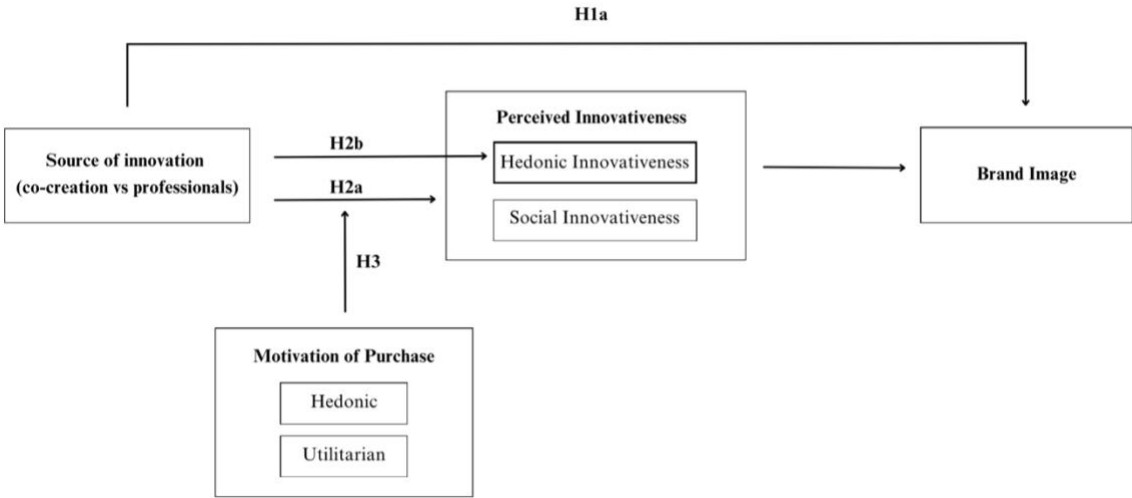 H1a
Source of innovation
(co-creation vs professionals)
H2b
H2a
H3
Perceived Innovativeness
Hedonic Innovativeness
Social Innovativeness
Brand Image
Motivation of Purchase
Hedonic
Utilitarian